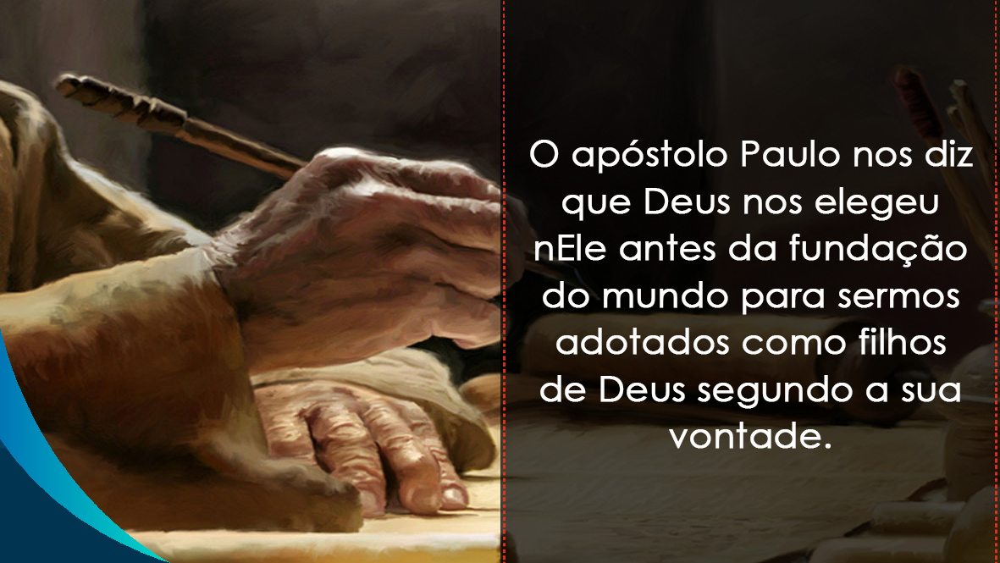 O apóstolo Paulo nos diz
que Deus nos elegeu
nEle antes da fundação
do mundo para sermos
adotados como filhos
de Deus segundo a sua
vontade.